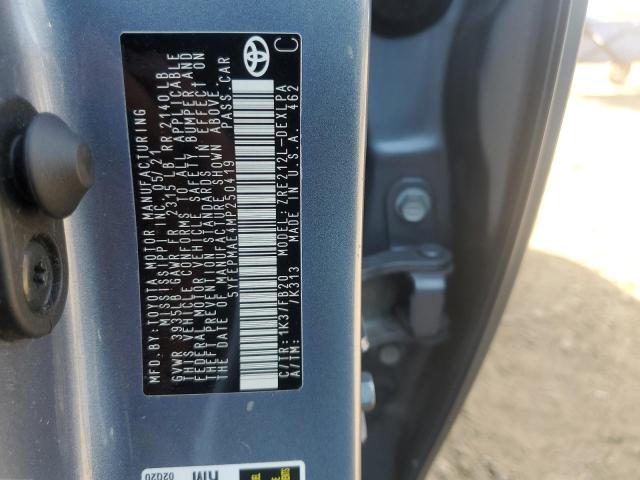 MFD. BY: TOYOTA MOTOR MANUFACTURING
MISSISSIPPI, INC. 05/21
GVWR 3935LB GAWR FR 2315LB RR 2140LB
THIS VEHICLE CONFORMS TO ALL APPLICABLE
FEDERAL MOTOR VEHICLE SAFETY, BUMPER, AND
THEFT PREVENTION STANDARDS IN EFFECT ON
THE DATE OF MANUFACTURE SHOWN ABOVE.
5YFEPMAE4MP250419 PASS. CAR
C/TR: 1K3/FB20 MODEL: ZRE212L-DEXLPA
A/TM: /K313 MADE IN U.S.A. 462
C
02020